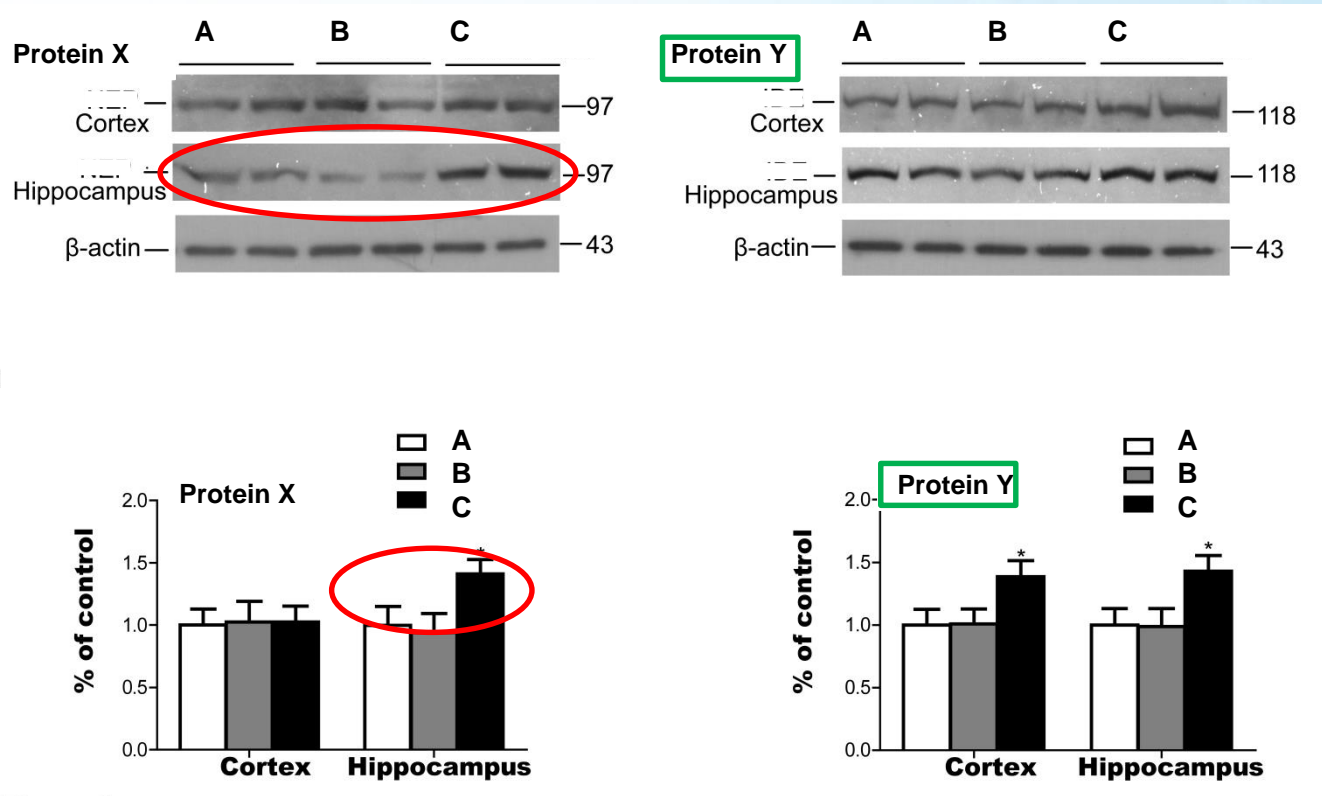 A B C
Protein X
Cortex
97
Hippocampus
97
β-actin
43
A B C
Protein Y
Cortex
118
Hippocampus
118
β-actin
43
A
B
C
Protein X
2.0
1.5
1.0
0.5
0.0
% of control
*
Cortex Hippocampus
A
B
C
Protein Y
2.0
1.5
1.0
0.5
0.0
% of control
* *
Cortex Hippocampus